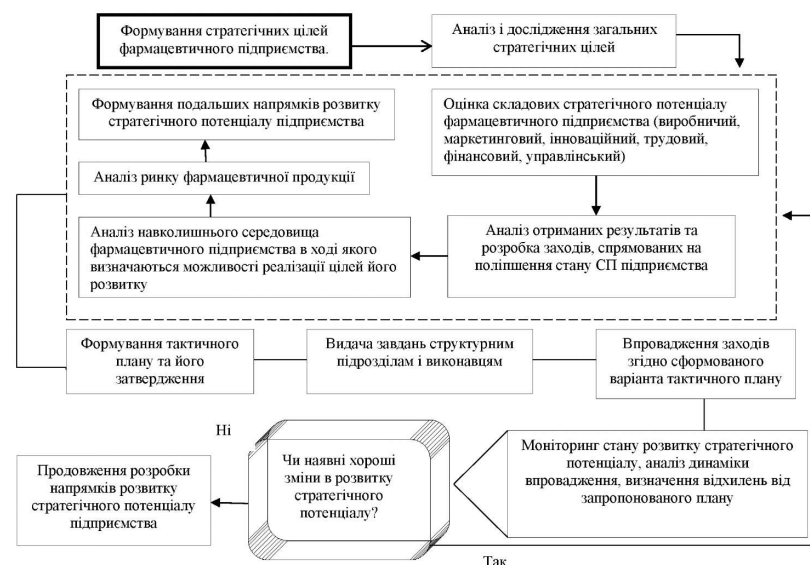 Формування стратегічних цілей
фармацевтичного підприємства.
Аналіз і дослідження загальних
стратегічних цілей
Формування подальших напрямків розвитку
стратегічного потенціалу підприємства
Оцінка складових стратегічного потенціалу
фармацевтичного підприємства (виробничий,
маркетинговий, інноваційний, трудовий,
фінансовий, управлінський)
Аналіз ринку фармацевтичної продукції
Аналіз навколишнього середовища
фармацевтичного підприємства в ході якого
визначаються можливості реалізації цілей його
розвитку
Аналіз отриманих результатів та
розробка заходів, спрямованих на
поліпшення стану СП підприємства
Формування тактичного
плану та його
затвердження
Видача завдань структурним
підрозділам і виконавцям
Впровадження заходів
згідно сформованого
варіанта тактичного плану
Ні
Чи наявні хороші
зміни в розвитку
стратегічного
потенціалу?
Моніторинг стану розвитку стратегічного
потенціалу, аналіз динаміки
впровадження, визначення відхилень від
запропонованого плану
Продовження розробки
напрямків розвитку
стратегічного потенціалу
підприємства
Так